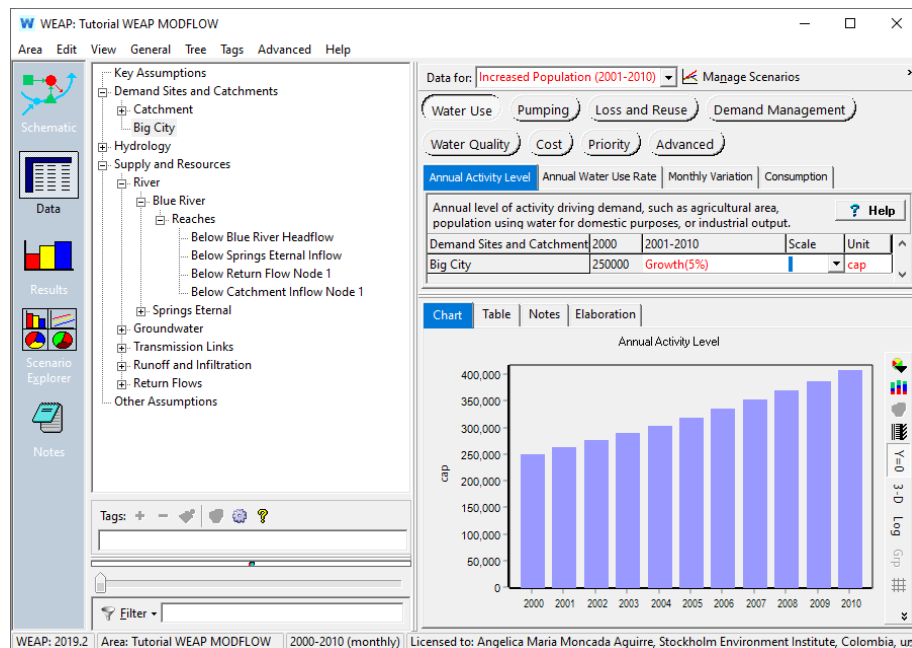 WEAP: Tutorial WEAP MODFLOW
Area Edit View General Tree Tags Advanced Help
Schematic
Data
Results
Scenario
Explorer
Notes
Key Assumptions
Demand Sites and Catchments
Catchment
Big City
Hydrology
Supply and Resources
River
Blue River
Reaches
Below Blue River Headflow
Below Springs Eternal Inflow
Below Return Flow Node 1
Below Catchment Inflow Node 1
Springs Eternal
Groundwater
Transmission Links
Runoff and Infiltration
Return Flows
Other Assumptions
Tags:
Filter
Data for: Increased Population (2001-2010) Manage Scenarios
Water Use Pumping Loss and Reuse Demand Management
Water Quality Cost Priority Advanced
Annual Activity Level Annual Water Use Rate Monthly Variation Consumption
Annual level of activity driving demand, such as agricultural area,
population using water for domestic purposes, or industrial output.
? Help
Demand Sites and Catchment 2000 2001-2010 Scale Unit
Big City 250000 Growth(5%) cap
Chart Table Notes Elaboration
Annual Activity Level
400,000
350,000
300,000
250,000
200,000
150,000
100,000
50,000
0
cap
2000 2001 2002 2003 2004 2005 2006 2007 2008 2009 2010
Y=0
3-D
Log
Grp
WEAP: 2019.2 Area: Tutorial WEAP MODFLOW 2000-2010 (monthly) Licensed to: Angelica Maria Moncada Aguirre, Stockholm Environment Institute, Colombia,